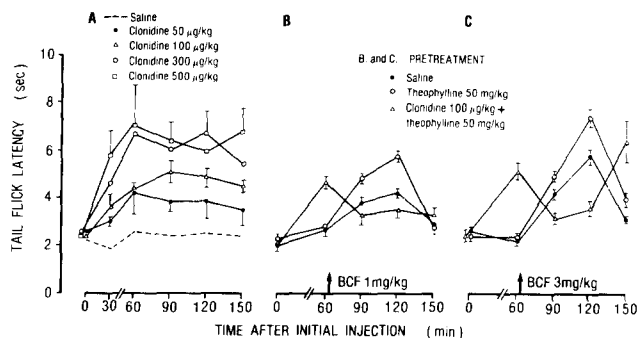 A
--- Saline
Clonidine 50 µg/kg
Clonidine 100 µg/kg
Clonidine 300 µg/kg
Clonidine 500 µg/kg
B
C
B. and C. PRETREATMENT
Saline
Theophylline 50 mg/kg
Clonidine 100 µg/kg +
theophylline 50 mg/kg
TAIL FLICK LATENCY (sec)
10
8
6
4
2
0
BCF 1mg/kg
BCF 3mg/kg
0 30 60 90 120 150
0 60 90 120 150
0 60 90 120 150
TIME AFTER INITIAL INJECTION (min)